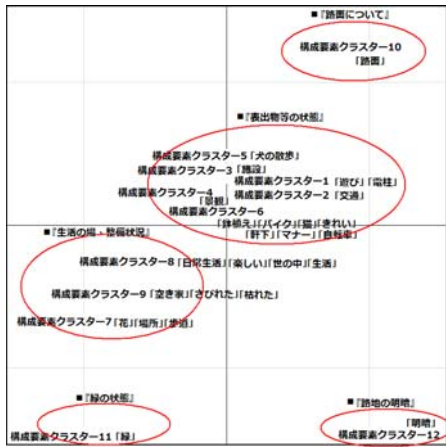 ■『路面について』
構成要素クラスター10
「路面」
■『表出物等の状態』
構成要素クラスター5「犬の散歩」
構成要素クラスター3「施設」
構成要素クラスター1「遊び」「電柱」
構成要素クラスター4
構成要素クラスター2「交通」
「景観」
構成要素クラスター6
「鉢植え」「バイク」「猫」「きれい」
「軒下」「マナー」「自転車」
■『生活の場・整備状況』
構成要素クラスター8「日常生活」「楽しい」「世の中」「生活」
構成要素クラスター9「空き家」「さびれた」「枯れた」
構成要素クラスター7「花」「場所」「歩道」
■『緑の状態』
構成要素クラスター11「緑」
■『路地の明暗』
「明暗」
構成要素クラスター12